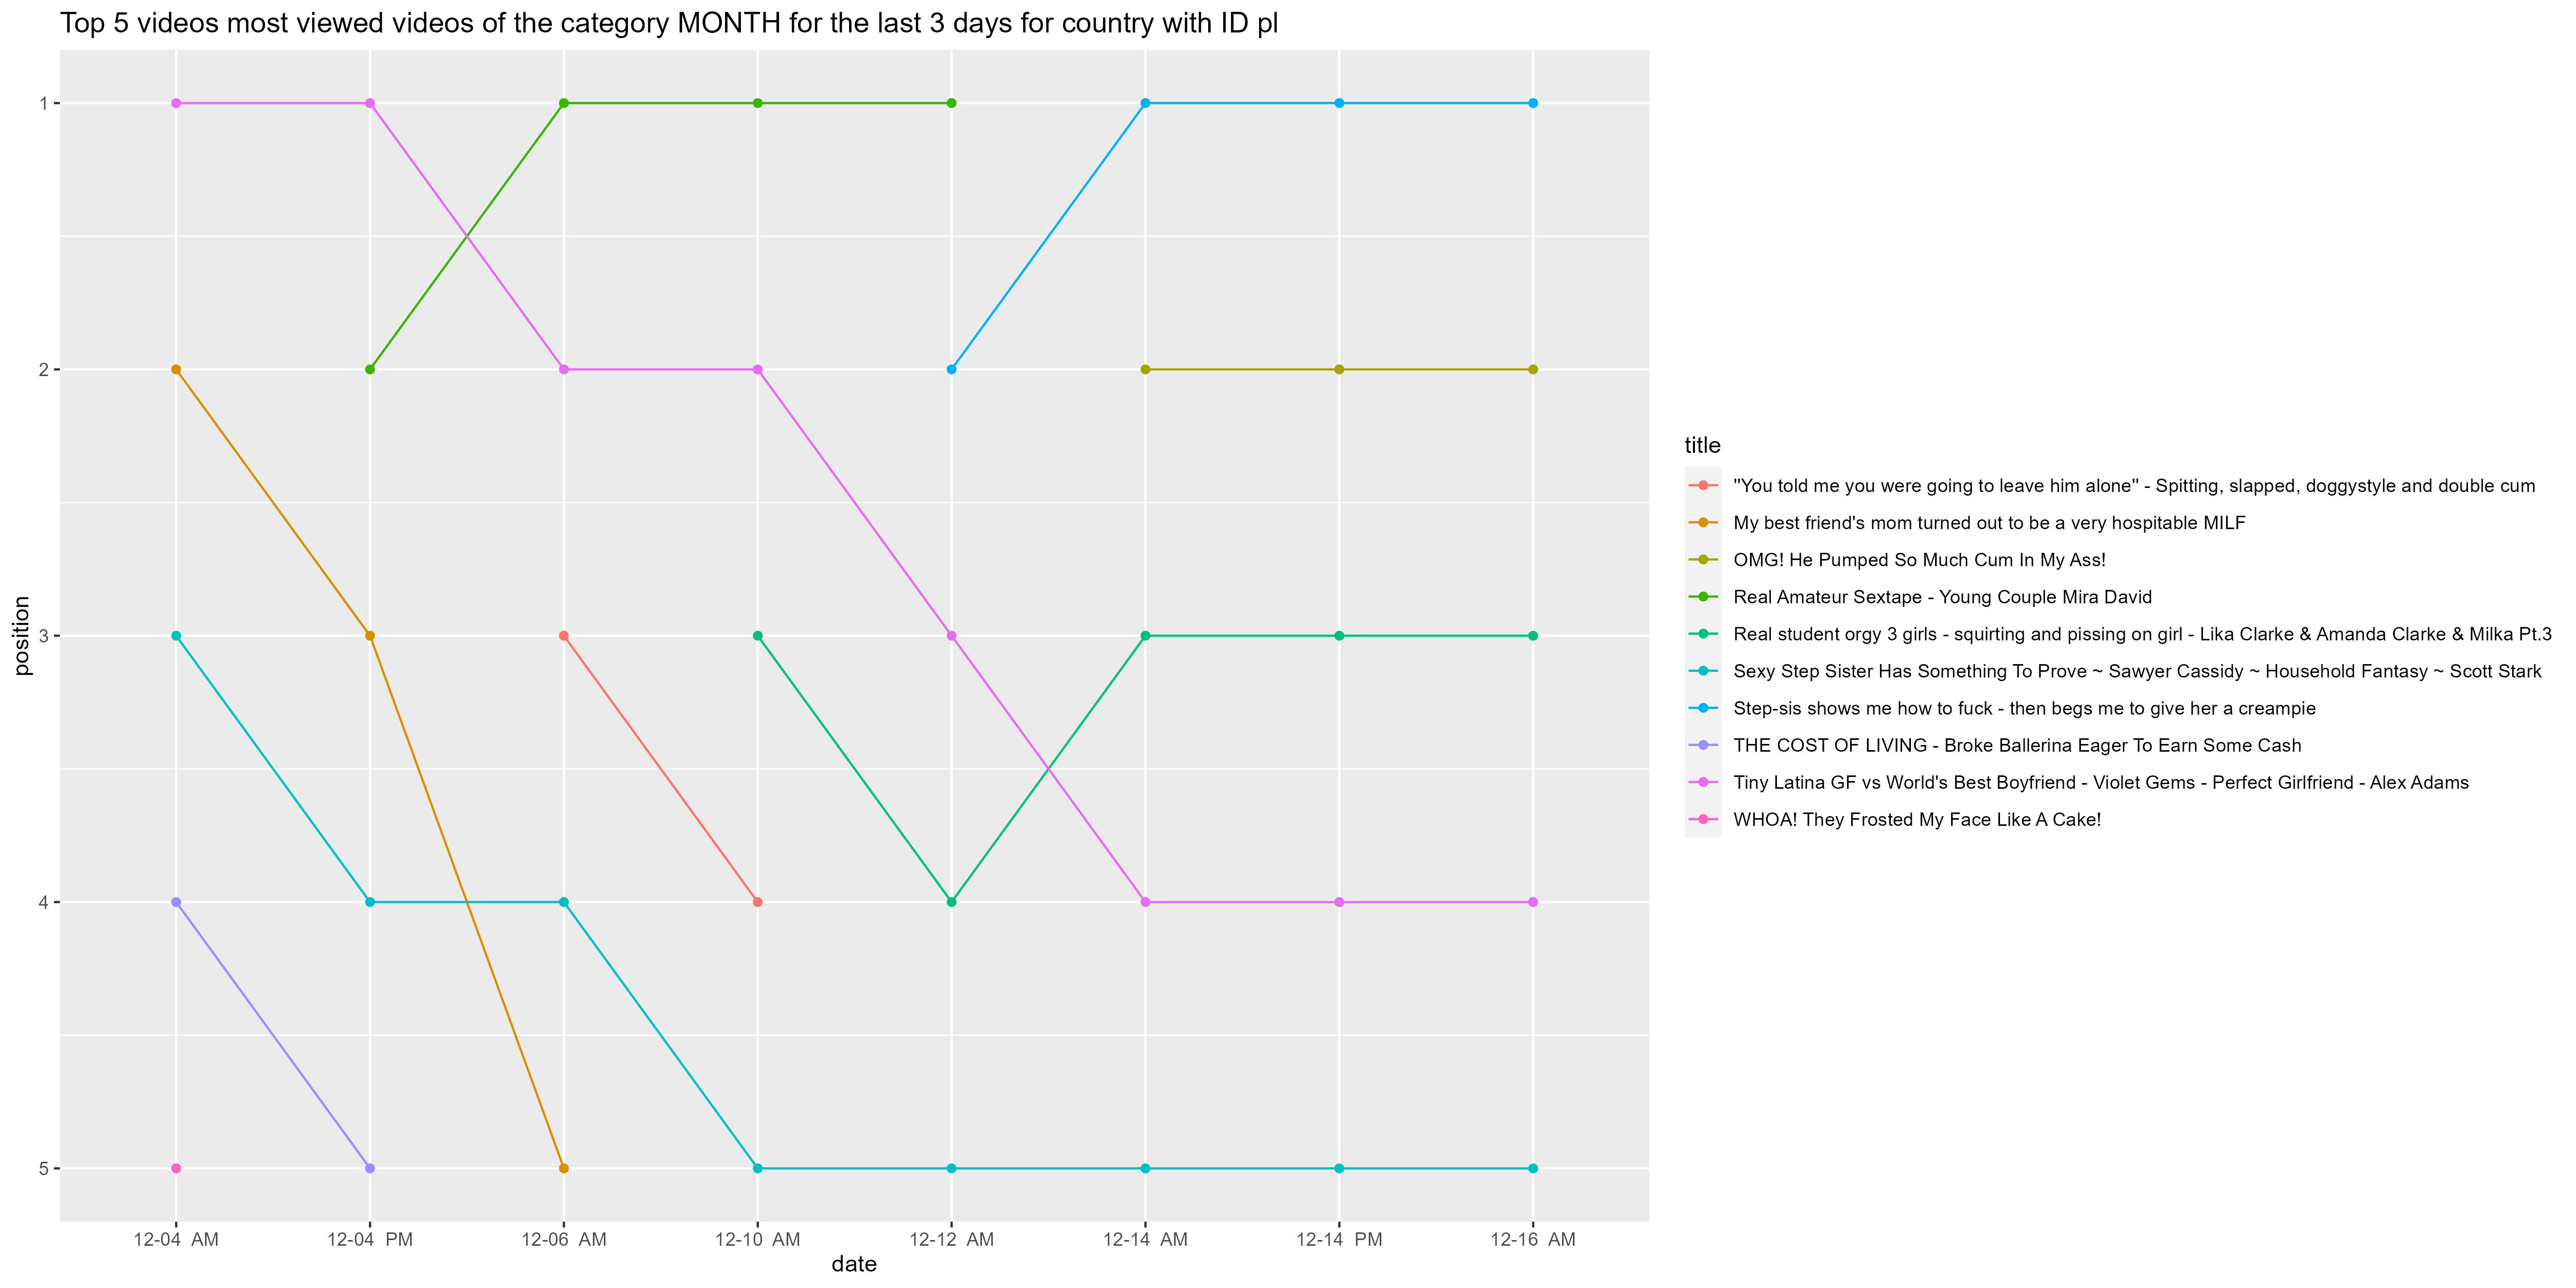 Top 5 videos most viewed videos of the category MONTH for the last 3 days for country with ID pl
position
1
2
3
4
5
12-04 AM
12-04 PM
12-06 AM
12-10 AM
12-12 AM
12-14 AM
12-14 PM
12-16 AM
date
title
"You told me you were going to leave him alone" - Spitting, slapped, doggystyle and double cum
My best friend's mom turned out to be a very hospitable MILF
OMG! He Pumped So Much Cum In My Ass!
Real Amateur Sextape - Young Couple Mira David
Real student orgy 3 girls - squirting and pissing on girl - Lika Clarke & Amanda Clarke & Milka Pt.3
Sexy Step Sister Has Something To Prove ~ Sawyer Cassidy ~ Household Fantasy ~ Scott Stark
Step-sis shows me how to fuck - then begs me to give her a creampie
THE COST OF LIVING - Broke Ballerina Eager To Earn Some Cash
Tiny Latina GF vs World's Best Boyfriend - Violet Gems - Perfect Girlfriend - Alex Adams
WHOA! They Frosted My Face Like A Cake!